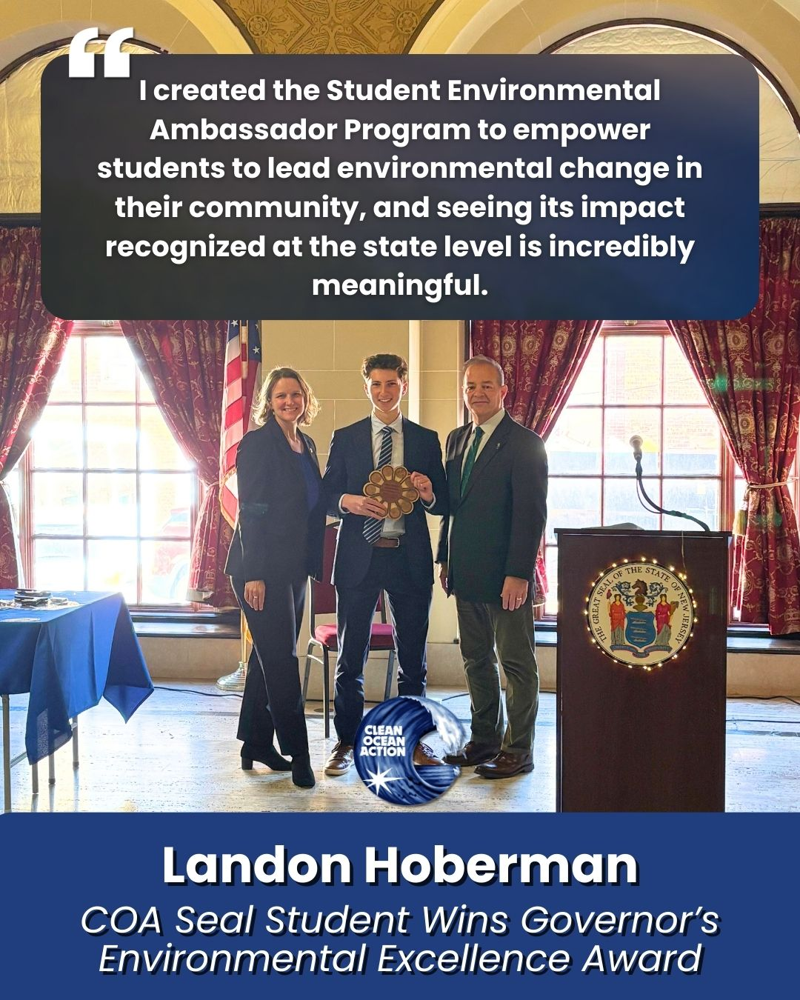 “
I created the Student Environmental
Ambassador Program to empower
students to lead environmental change in
their community, and seeing its impact
recognized at the state level is incredibly
meaningful.
THE GREAT SEAL OF THE STATE OF NEW JERSEY
CLEAN
OCEAN
ACTION
Landon Hoberman
COA Seal Student Wins Governor’s
Environmental Excellence Award